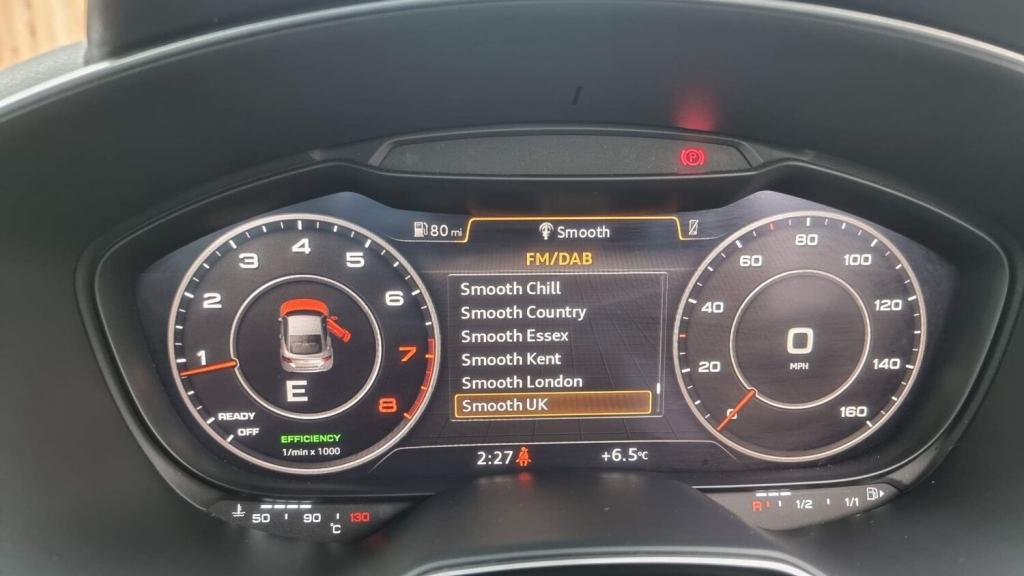 80 mi
Smooth
FM/DAB
Smooth Chill
Smooth Country
Smooth Essex
Smooth Kent
Smooth London
Smooth UK
2:27
+6.5°C
1
2
3
4
5
6
7
8
E
READY
OFF
EFFICIENCY
1/min x 1000
0
20
40
60
80
100
120
140
160
0
MPH
P
50 90 130
°C
R 1/2 1/1